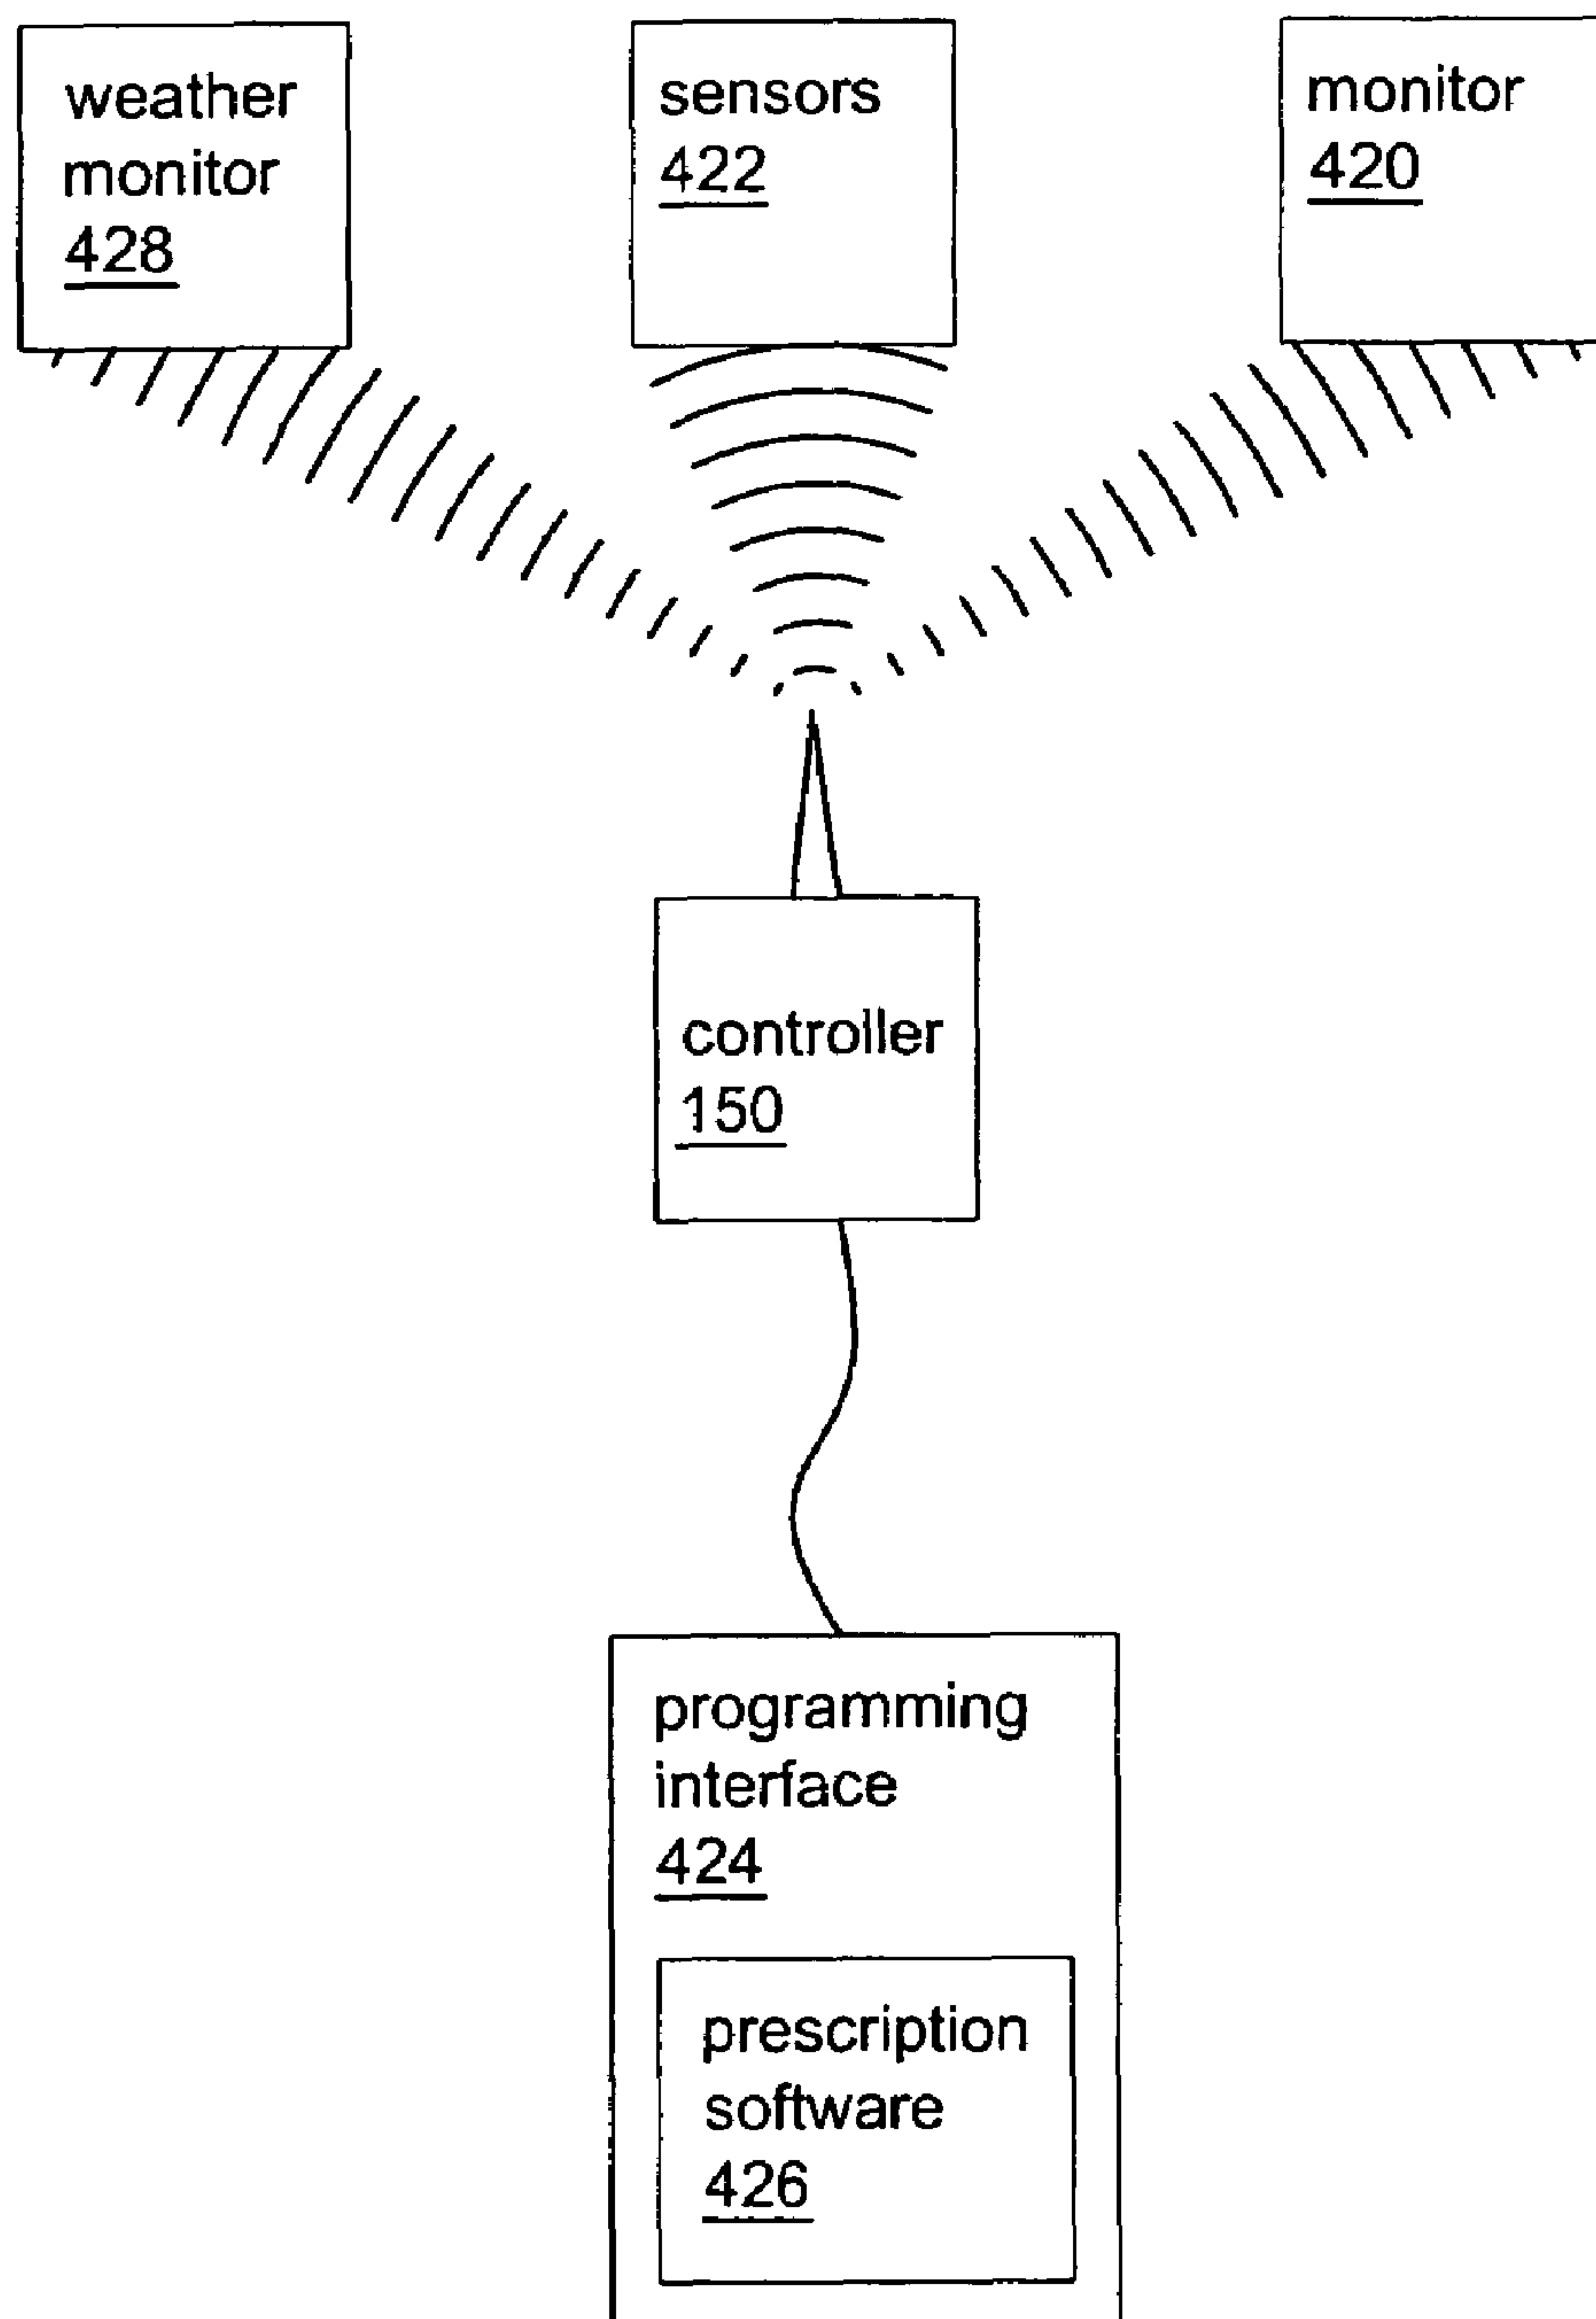 weather
monitor
428
sensors
422
monitor
420
controller
150
programming
interface
424
prescription
software
426